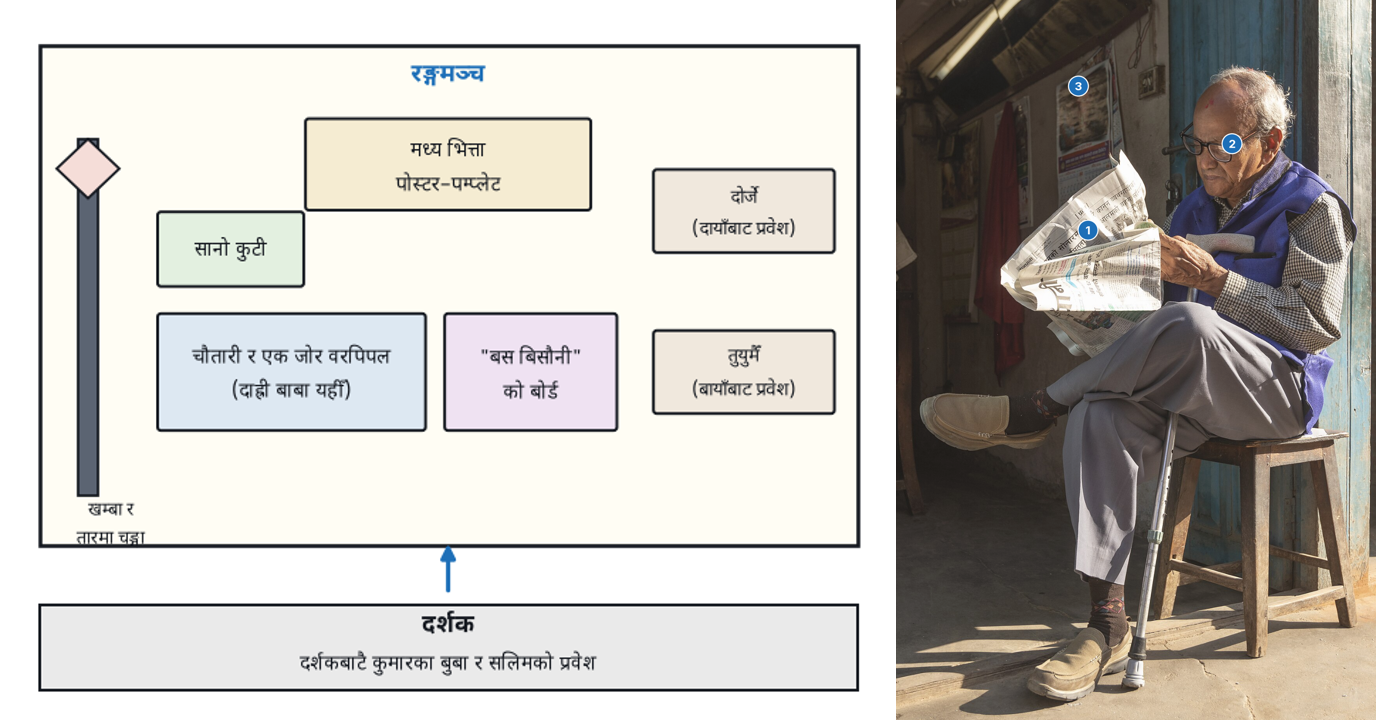 रङ्गमञ्च
मध्य भित्ता
पोस्टर-पम्प्लेट
दोर्जे
(दायाँबाट प्रवेश)
सानो कुटी
चौतारी र एक जोर वरपिपल
(दाह्री बाबा यहीँ)
"बस बिसौनी"
को बोर्ड
तुयुमैँ
(बायाँबाट प्रवेश)
खम्बा र
तारमा चङ्गा
दर्शक
दर्शकबाटै कुमारका बुबा र सलिमको प्रवेश
3
2
1